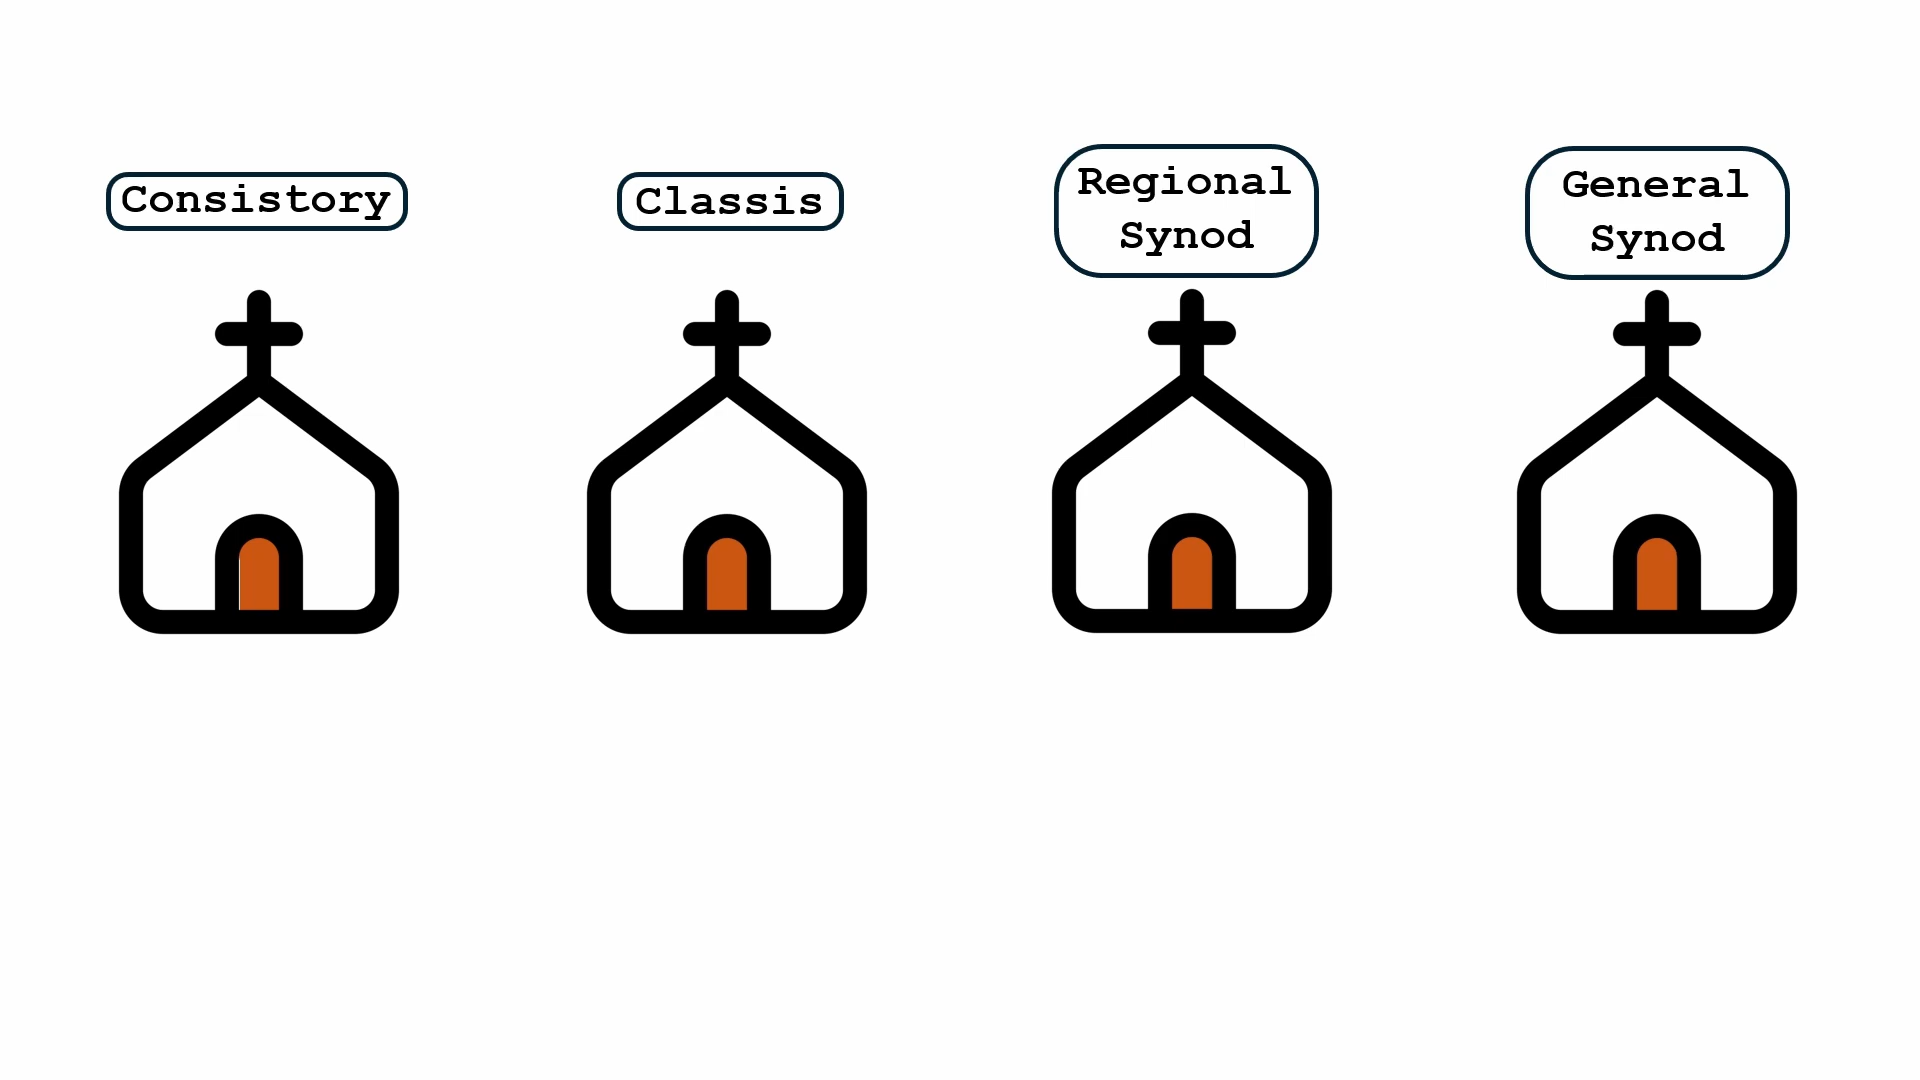 Consistory
Classis
Regional
Synod
General
Synod